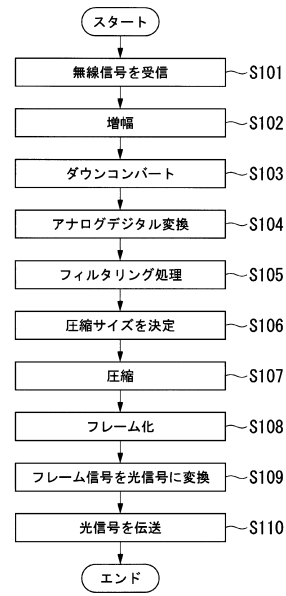 スタート
無線信号を受信 S101
増幅 S102
ダウンコンバート S103
アナログデジタル変換 S104
フィルタリング処理 S105
圧縮サイズを決定 S106
圧縮 S107
フレーム化 S108
フレーム信号を光信号に変換 S109
光信号を伝送 S110
エンド